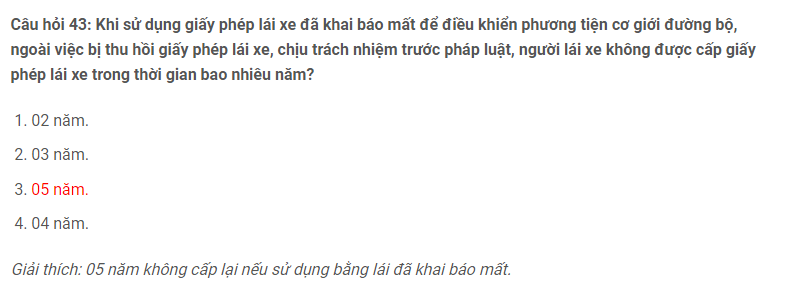 Câu hỏi 43: Khi sử dụng giấy phép lái xe đã khai báo mất để điều khiển phương tiện cơ giới đường bộ,
ngoài việc bị thu hồi giấy phép lái xe, chịu trách nhiệm trước pháp luật, người lái xe không được cấp giấy
phép lái xe trong thời gian bao nhiêu năm?
1. 02 năm.
2. 03 năm.
3. 05 năm.
4. 04 năm.
Giải thích: 05 năm không cấp lại nếu sử dụng bằng lái đã khai báo mất.